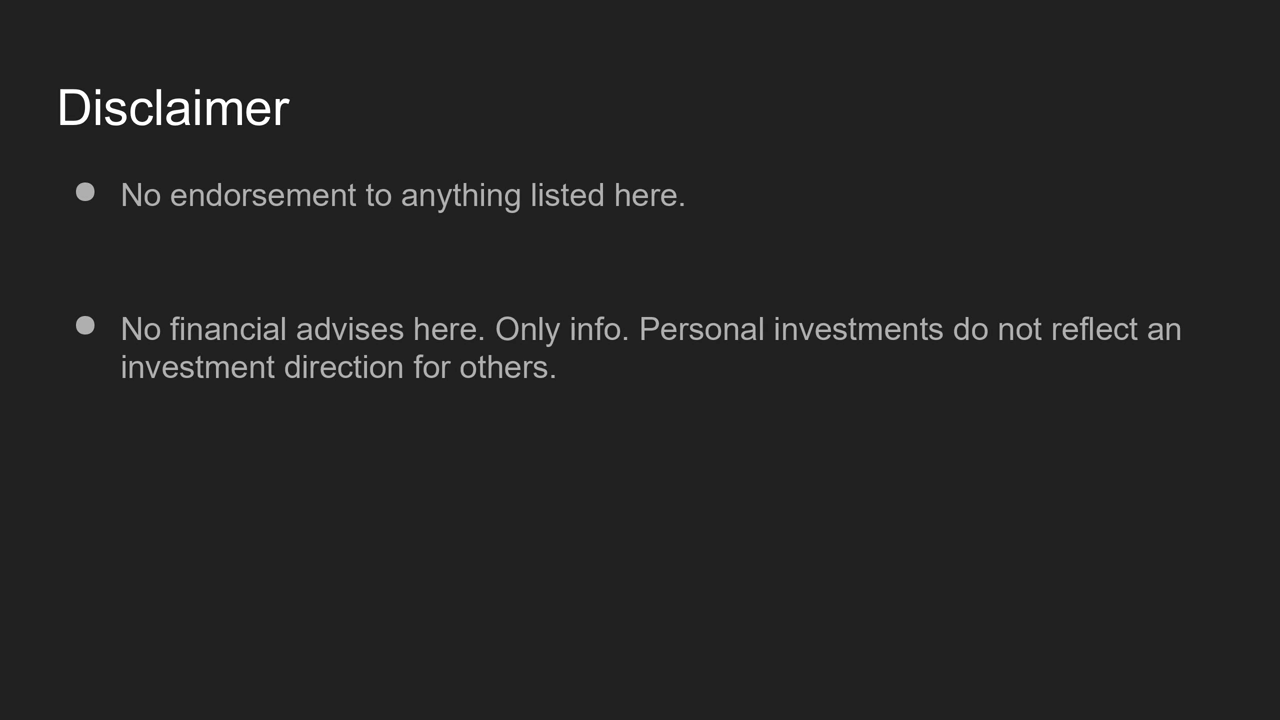 Disclaimer
● No endorsement to anything listed here.
● No financial advises here. Only info. Personal investments do not reflect an
investment direction for others.